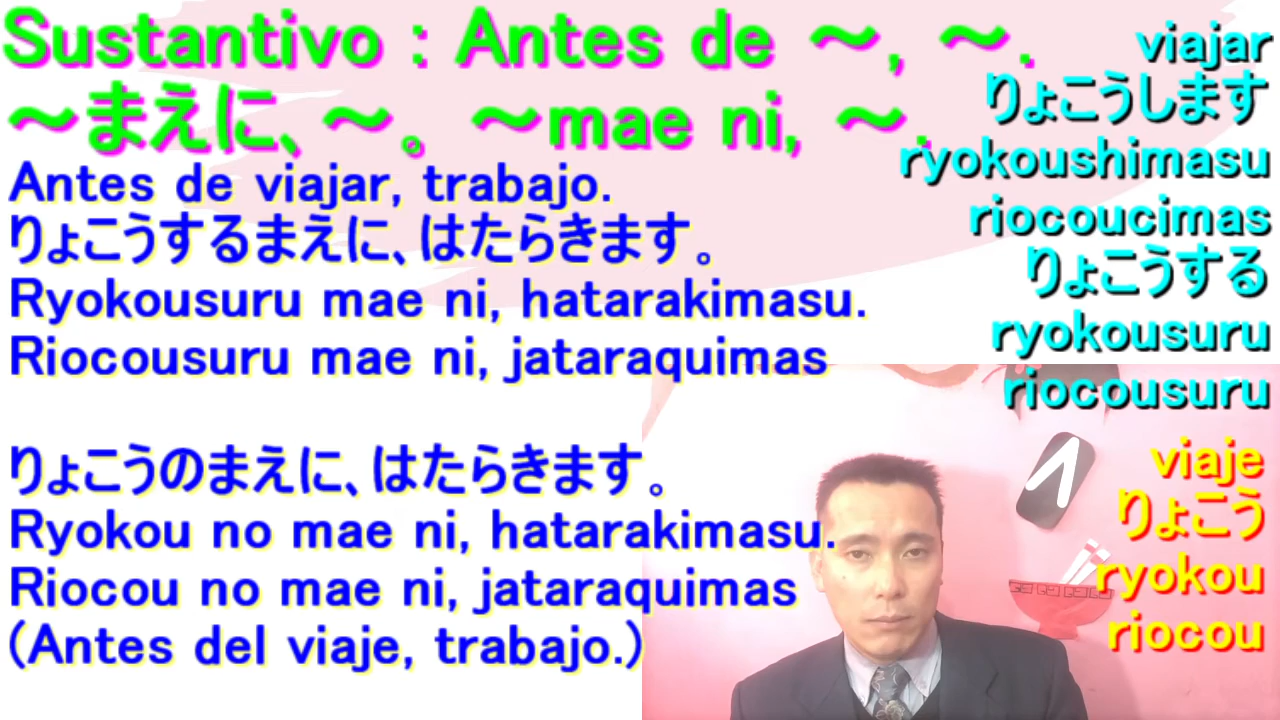 Sustantivo : Antes de ～, ～.
～まえに、～。 ～mae ni, ～.
Antes de viajar, trabajo.
りょこうするまえに、はたらきます。
Ryokousuru mae ni, hatarakimasu.
Riocousuru mae ni, jataraquimas
りょこうのまえに、はたらきます。
Ryokou no mae ni, hatarakimasu.
Riocou no mae ni, jataraquimas
(Antes del viaje, trabajo.)
viajar
りょこうします
ryokoushimasu
riocoucimas
りょこうする
ryokousuru
riocousuru
viaje
りょこう
ryokou
riocou